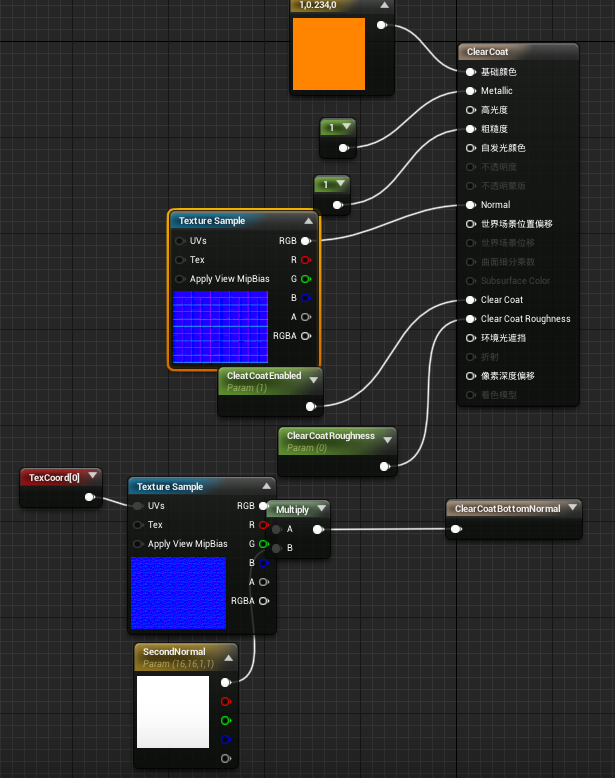 1,0.234,0
ClearCoat
基础颜色
Metallic
高光度
1
粗糙度
自发光颜色
不透明度
1
不透明蒙版
Normal
Texture Sample
世界场景位置偏移
UVs
RGB
世界场景位移
Tex
R
曲面细分乘数
Apply View MipBias
G
Subsurface Color
B
Clear Coat
A
Clear Coat Roughness
RGBA
环境光遮挡
折射
CleatCoatEnabled
像素深度偏移
Param (1)
着色模型
ClearCoatRoughness
Param (0)
TexCoord[0]
Texture Sample
UVs
RGB
Multiply
ClearCoatBottomNormal
Tex
R
A
Apply View MipBias
G
B
B
A
RGBA
SecondNormal
Param (16,16,1,1)